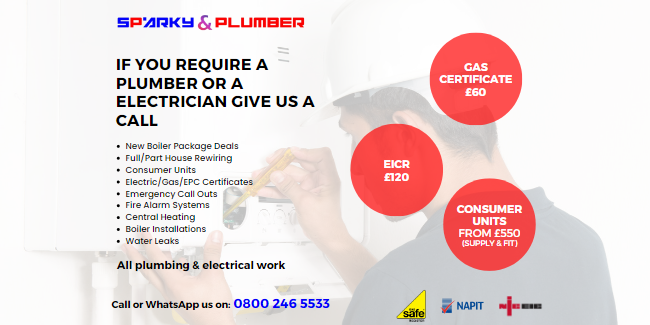 SPARKY & PLUMBER
IF YOU REQUIRE A
PLUMBER OR A
ELECTRICIAN GIVE US A
CALL
• New Boiler Package Deals
• Full/Part House Rewiring
• Consumer Units
• Electric/Gas/EPC Certificates
• Emergency Call Outs
• Fire Alarm Systems
• Central Heating
• Boiler Installations
• Water Leaks
All plumbing & electrical work
Call or WhatsApp us on: 0800 246 5533
GAS
CERTIFICATE
£60
EICR
£120
CONSUMER
UNITS
FROM £550
(SUPPLY & FIT)
safe
NAPIT
NICEIC